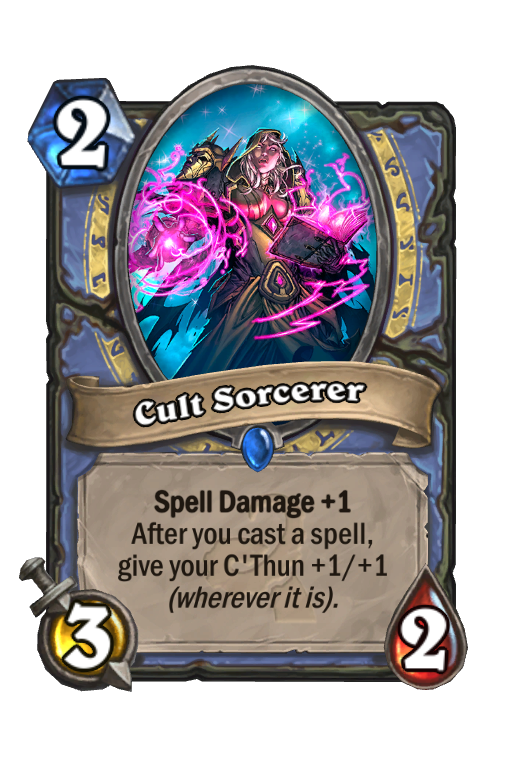 2
Cult Sorcerer
Spell Damage +1
After you cast a spell,
give your C'Thun +1/+1
(wherever it is).
3
2